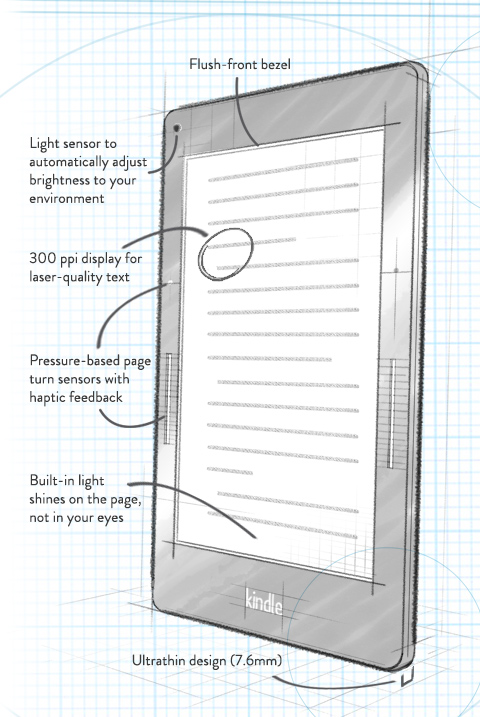 Flush-front bezel
Light sensor to
automatically adjust
brightness to your
environment
300 ppi display for
laser-quality text
Pressure-based page
turn sensors with
haptic feedback
Built-in light
shines on the page,
not in your eyes
kindle
Ultrathin design (7.6mm)